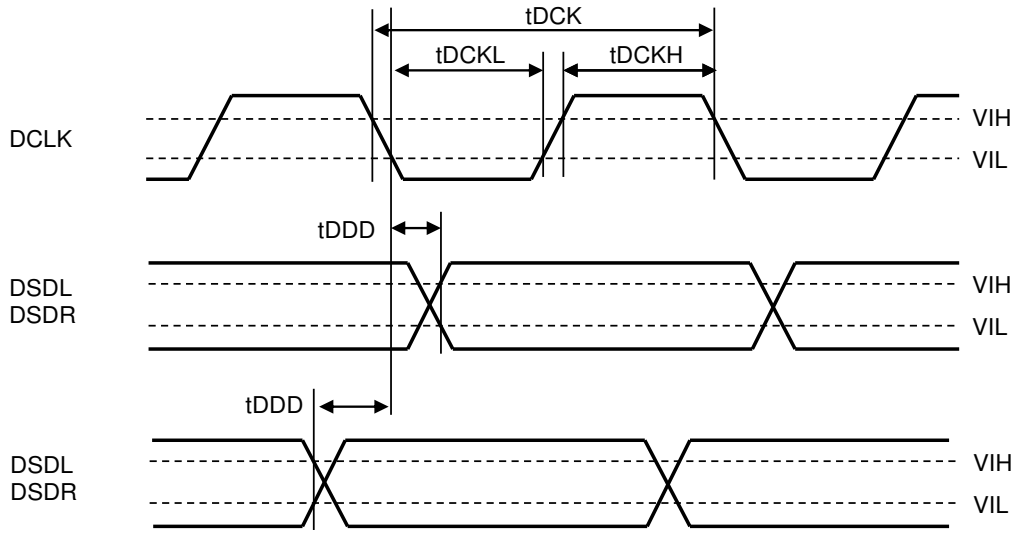 tDCK
tDCKL
tDCKH
DCLK
VIH
VIL
tDDD
DSDL
DSDR
VIH
VIL
tDDD
DSDL
DSDR
VIH
VIL